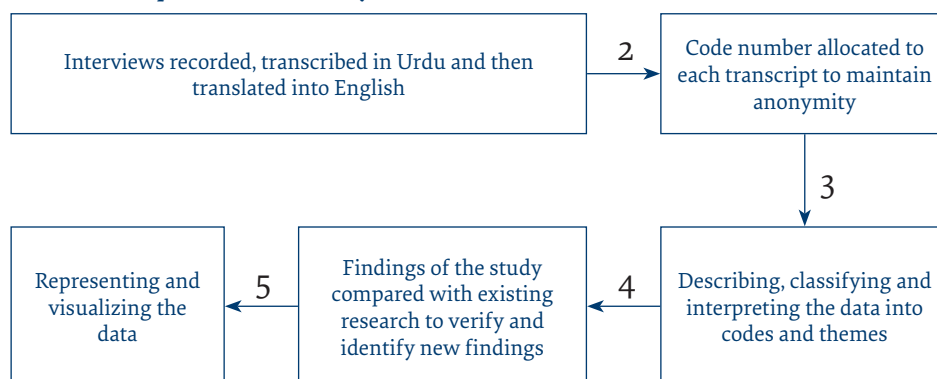 Interviews recorded, transcribed in Urdu and then
translated into English
2
Code number allocated to
each transcript to maintain
anonymity
3
Describing, classifying and
interpreting the data into
codes and themes
4
Findings of the study
compared with existing
research to verify and
identify new findings
5
Representing and
visualizing the
data